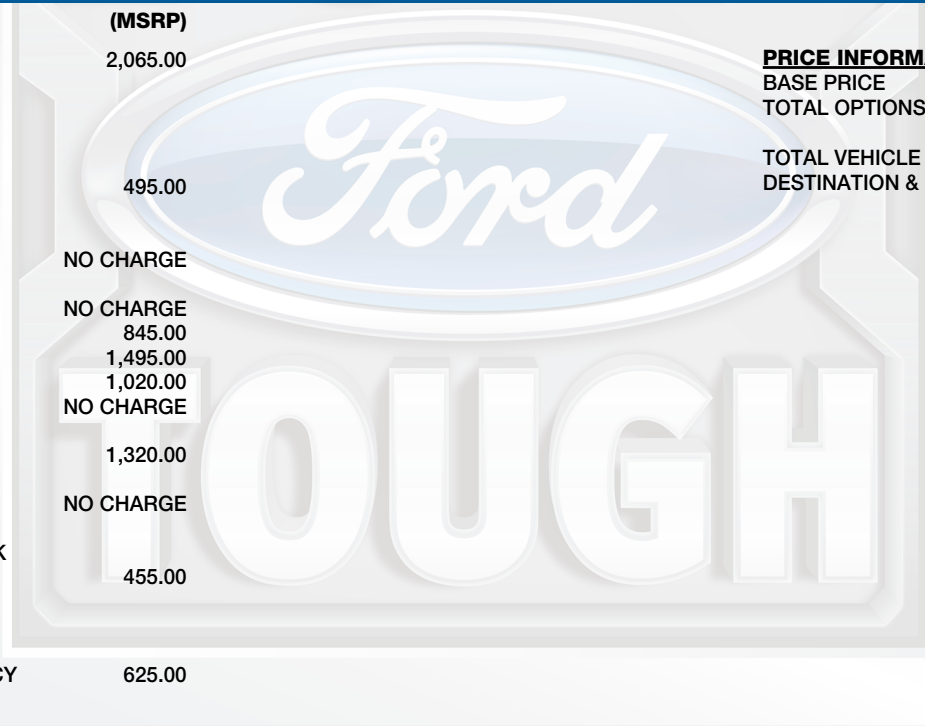 (MSRP)
2,065.00
495.00
NO CHARGE
NO CHARGE
845.00
1,495.00
1,020.00
NO CHARGE
1,320.00
NO CHARGE
K
455.00
CY 625.00
PRICE INFORMA
BASE PRICE
TOTAL OPTIONS
TOTAL VEHICLE
DESTINATION &
Ford
TOUGH